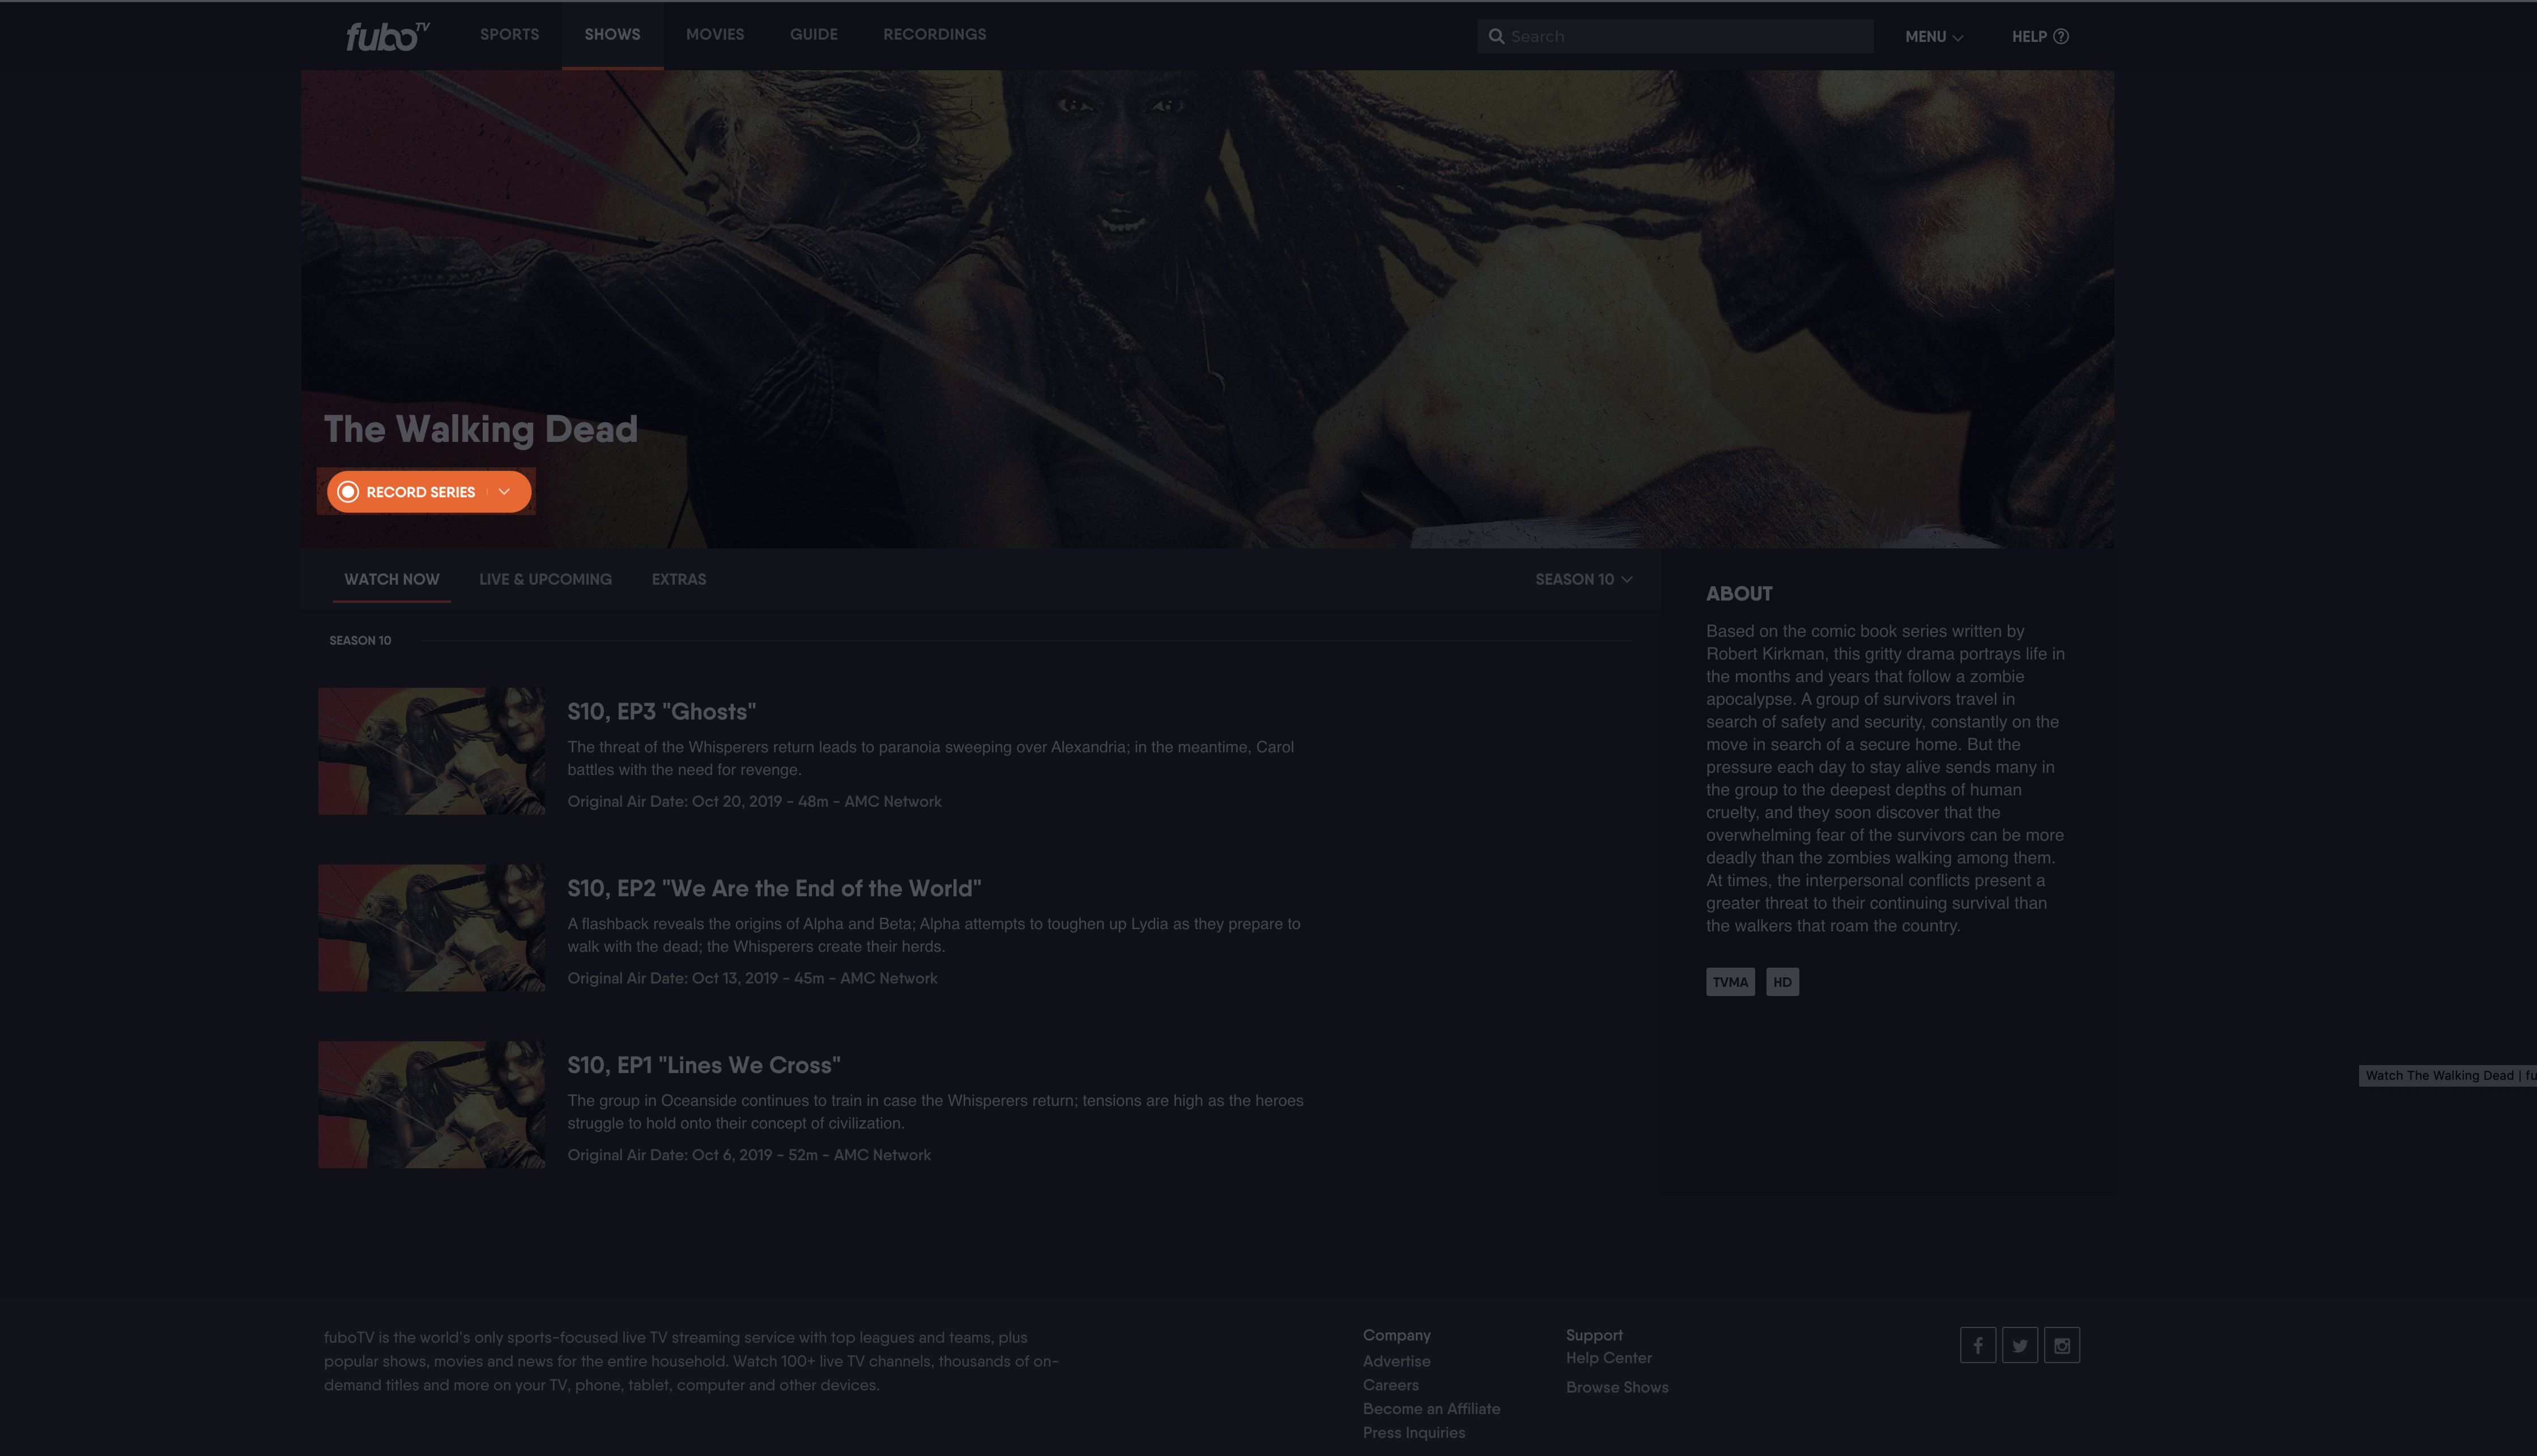 fuboTV
SPORTS
SHOWS
MOVIES
GUIDE
RECORDINGS
Search
MENU
HELP ?
The Walking Dead
RECORD SERIES
WATCH NOW
LIVE & UPCOMING
EXTRAS
SEASON 10
SEASON 10
S10, EP3 "Ghosts"
The threat of the Whisperers return leads to paranoia sweeping over Alexandria; in the meantime, Carol
battles with the need for revenge.
Original Air Date: Oct 20, 2019 - 48m - AMC Network
S10, EP2 "We Are the End of the World"
A flashback reveals the origins of Alpha and Beta; Alpha attempts to toughen up Lydia as they prepare to
walk with the dead; the Whisperers create their herds.
Original Air Date: Oct 13, 2019 - 45m - AMC Network
S10, EP1 "Lines We Cross"
The group in Oceanside continues to train in case the Whisperers return; tensions are high as the heroes
struggle to hold onto their concept of civilization.
Original Air Date: Oct 6, 2019 - 52m - AMC Network
ABOUT
Based on the comic book series written by
Robert Kirkman, this gritty drama portrays life in
the months and years that follow a zombie
apocalypse. A group of survivors travel in
search of safety and security, constantly on the
move in search of a secure home. But the
pressure each day to stay alive sends many in
the group to the deepest depths of human
cruelty, and they soon discover that the
overwhelming fear of the survivors can be more
deadly than the zombies walking among them.
At times, the interpersonal conflicts present a
greater threat to their continuing survival than
the walkers that roam the country.
TVMA
HD
Watch The Walking Dead | fu
fuboTV is the world's only sports-focused live TV streaming service with top leagues and teams, plus
popular shows, movies and news for the entire household. Watch 100+ live TV channels, thousands of on-
demand titles and more on your TV, phone, tablet, computer and other devices.
Company
Advertise
Careers
Become an Affiliate
Press Inquiries
Support
Help Center
Browse Shows